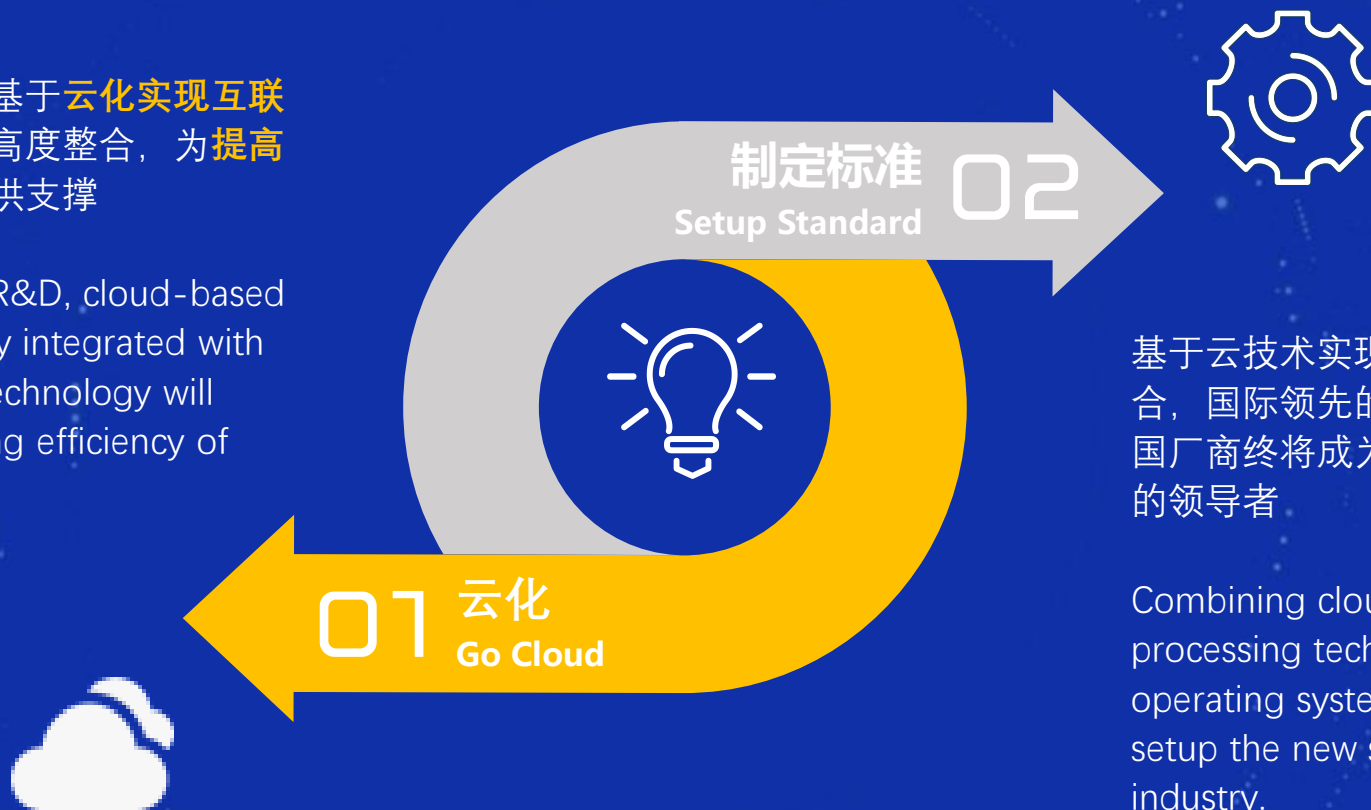 基于云化实现互联
高度整合，为提高
供支撑
R&D, cloud-based
y integrated with
echnology will
ng efficiency of
制定标准
Setup Standard
02
01
云化
Go Cloud
基于云技术实现
合，国际领先的
国厂商终将成为
的领导者
Combining clou
processing tech
operating syste
setup the new s
industry.